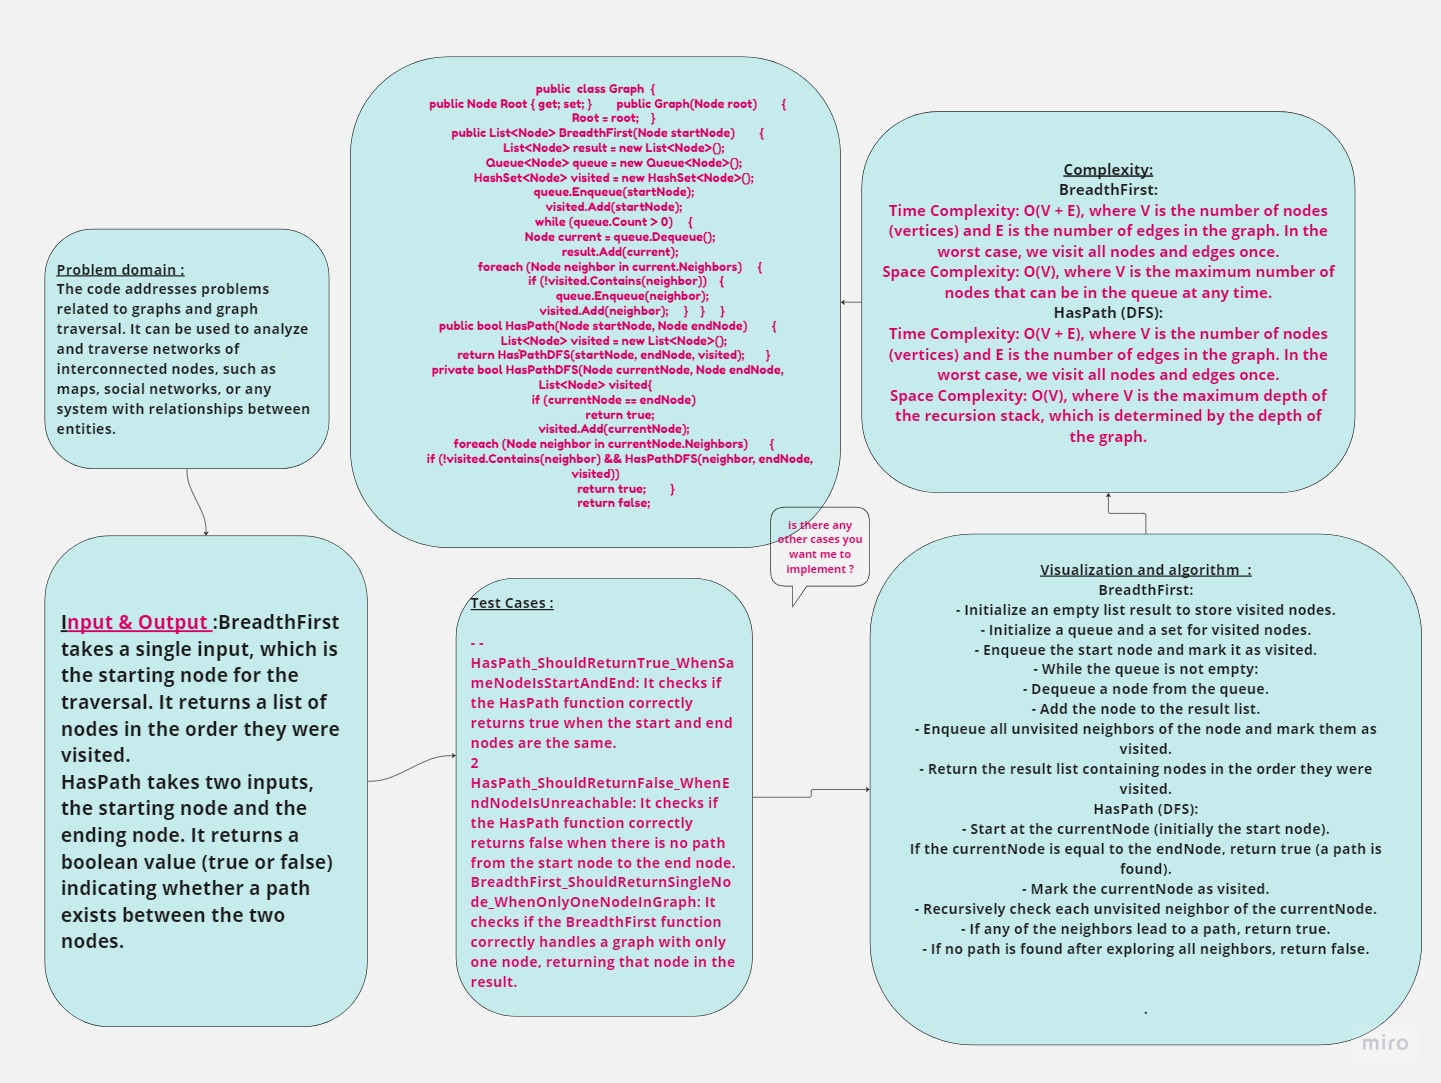 Problem domain :
The code addresses problems
related to graphs and graph
traversal. It can be used to analyze
and traverse networks of
interconnected nodes, such as
maps, social networks, or any
system with relationships between
entities.
Input & Output :BreadthFirst
takes a single input, which is
the starting node for the
traversal. It returns a list of
nodes in the order they were
visited.
HasPath takes two inputs,
the starting node and the
ending node. It returns a
boolean value (true or false)
indicating whether a path
exists between the two
nodes.
Test Cases :
- -
HasPath_ShouldReturnTrue_WhenSa
meNodeIsStartAndEnd: It checks if
the HasPath function correctly
returns true when the start and end
nodes are the same.
2
HasPath_ShouldReturnFalse_WhenE
ndNodeIsUnreachable: It checks if
the HasPath function correctly
returns false when there is no path
from the start node to the end node.
BreadthFirst_ShouldReturnSingleNo
de_WhenOnlyOneNodeInGraph: It
checks if the BreadthFirst function
correctly handles a graph with only
one node, returning that node in the
result.
is there any
other cases you
want me to
implement ?
Visualization and algorithm :
BreadthFirst:
- Initialize an empty list result to store visited nodes.
- Initialize a queue and a set for visited nodes.
- Enqueue the start node and mark it as visited.
- While the queue is not empty:
- Dequeue a node from the queue.
- Add the node to the result list.
- Enqueue all unvisited neighbors of the node and mark them as
visited.
- Return the result list containing nodes in the order they were
visited.
HasPath (DFS):
- Start at the currentNode (initially the start node).
If the currentNode is equal to the endNode, return true (a path is
found).
- Mark the currentNode as visited.
- Recursively check each unvisited neighbor of the currentNode.
- If any of the neighbors lead to a path, return true.
- If no path is found after exploring all neighbors, return false.
.
Complexity:
BreadthFirst:
Time Complexity: O(V + E), where V is the number of nodes
(vertices) and E is the number of edges in the graph. In the
worst case, we visit all nodes and edges once.
Space Complexity: O(V), where V is the maximum number of
nodes that can be in the queue at any time.
HasPath (DFS):
Time Complexity: O(V + E), where V is the number of nodes
(vertices) and E is the number of edges in the graph. In the
worst case, we visit all nodes and edges once.
Space Complexity: O(V), where V is the maximum depth of
the recursion stack, which is determined by the depth of
the graph.
public class Graph {
public Node Root { get; set; } public Graph(Node root) {
Root = root; }
public List<Node> BreadthFirst(Node startNode) {
List<Node> result = new List<Node>();
Queue<Node> queue = new Queue<Node>();
HashSet<Node> visited = new HashSet<Node>();
queue.Enqueue(startNode);
visited.Add(startNode);
while (queue.Count > 0) {
Node current = queue.Dequeue();
result.Add(current);
foreach (Node neighbor in current.Neighbors) {
if (!visited.Contains(neighbor)) {
queue.Enqueue(neighbor);
visited.Add(neighbor); } } }
public bool HasPath(Node startNode, Node endNode) {
List<Node> visited = new List<Node>();
return HasPathDFS(startNode, endNode, visited); }
private bool HasPathDFS(Node currentNode, Node endNode,
List<Node> visited{
if (currentNode == endNode)
return true;
visited.Add(currentNode);
foreach (Node neighbor in currentNode.Neighbors) {
if (!visited.Contains(neighbor) && HasPathDFS(neighbor, endNode,
visited))
return true; }
return false;
miro